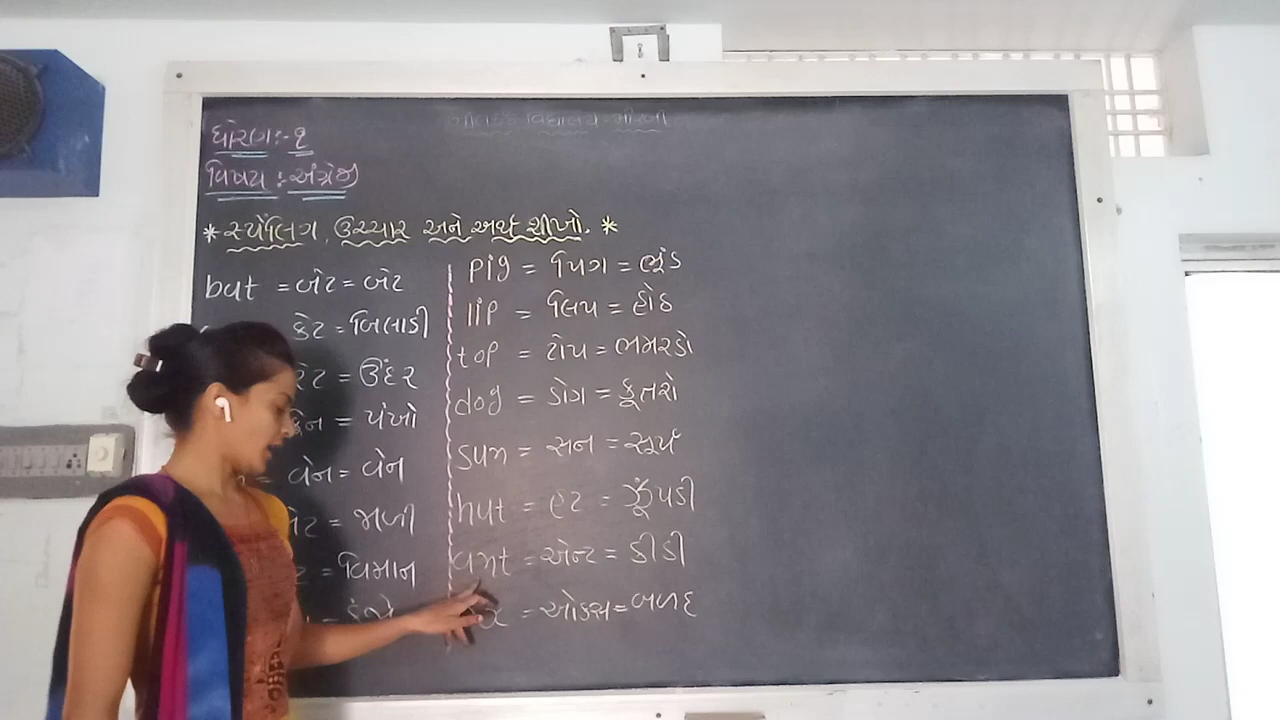 ધોરણ:-૧
વિષય : અંગ્રેજી
* સ્પેલિંગ, ઉચ્ચાર અને અર્થ શીખો. *
bat = બેટ = બેટ
કેટ = બિલાડી
રેટ = ઊંદર
ફેન = પંખો
= વેન = વેન
= જાળી
= વિમાન
pig = પિગ = ભૂંડ
lip = લિપ = હોઠ
top = ટોપ = ભમરડો
dog = ડોગ = કૂતરો
sun = સન = સૂર્ય
hut = હટ = ઝૂંપડી
ant = એન્ટ = કીડી
= ઓક્સ = બળદ